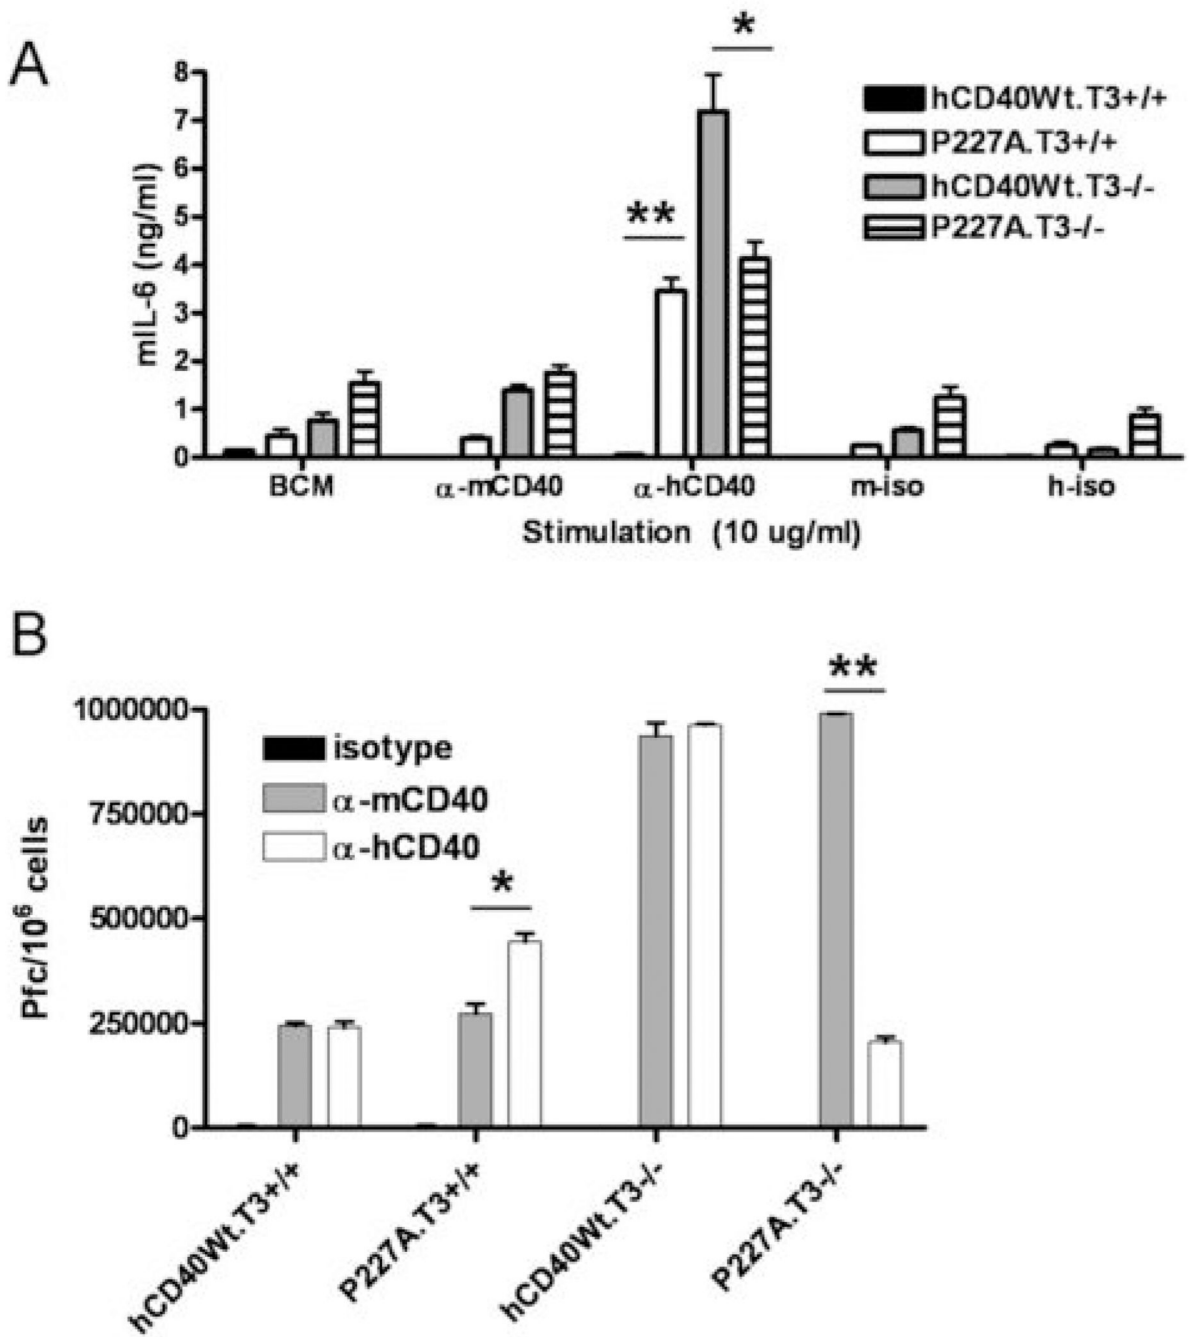 A
*
8
7
6
5
4
3
2
1
0
mIL-6 (ng/ml)
**
hCD40Wt.T3+/+
P227A.T3+/+
hCD40Wt.T3-/-
P227A.T3-/-
BCM
α-mCD40
α-hCD40
m-iso
h-iso
Stimulation (10 ug/ml)
B
**
1000000
750000
500000
250000
0
Pfc/10⁶ cells
isotype
α-mCD40
α-hCD40
*
hCD40Wt.T3+/+
P227A.T3+/+
hCD40Wt.T3-/-
P227A.T3-/-